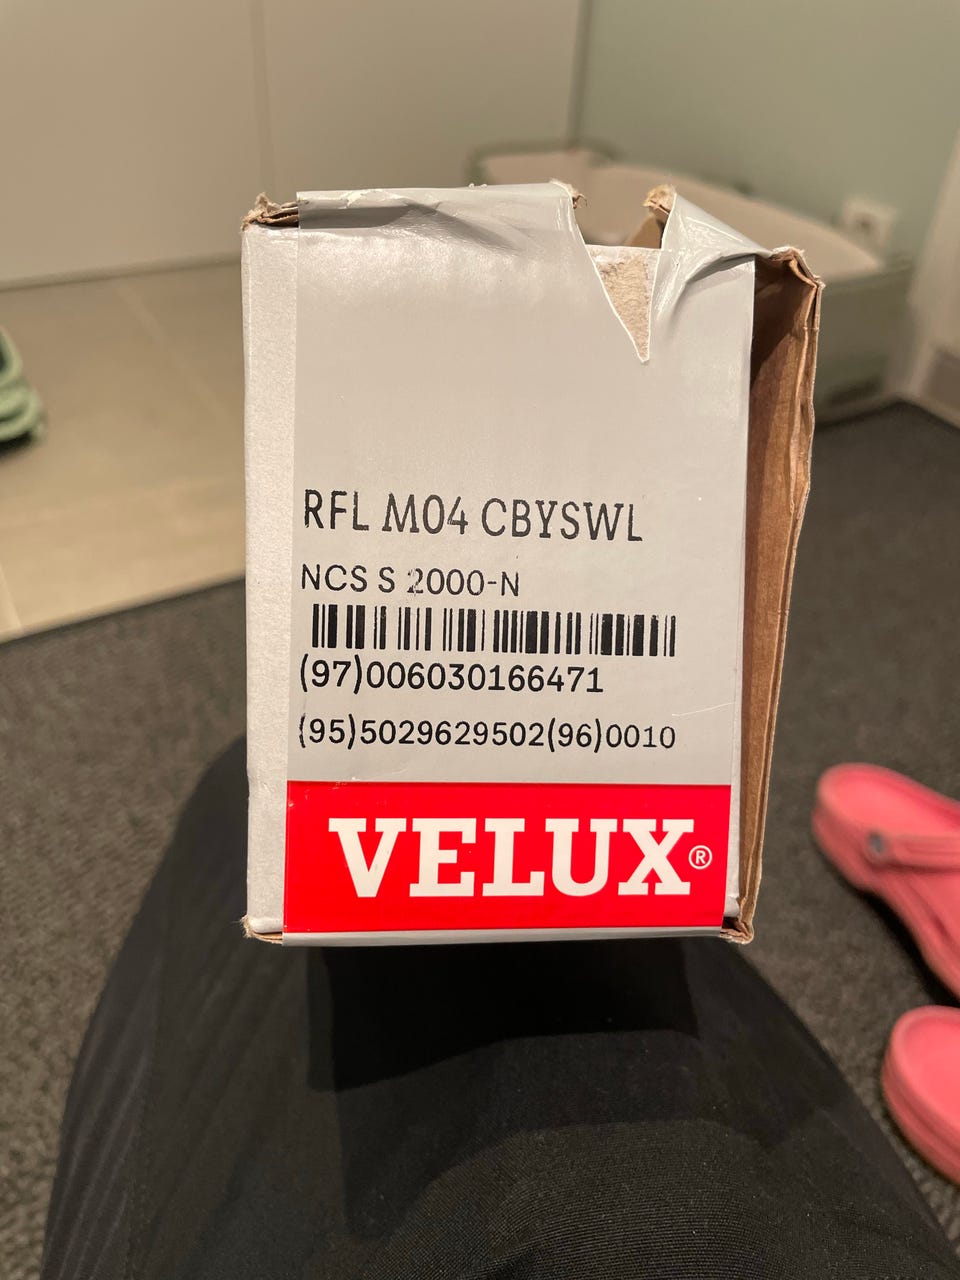 RFL M04 CBYSWL
NCS S 2000-N
(97)006030166471
(95)5029629502(96)0010
VELUX®